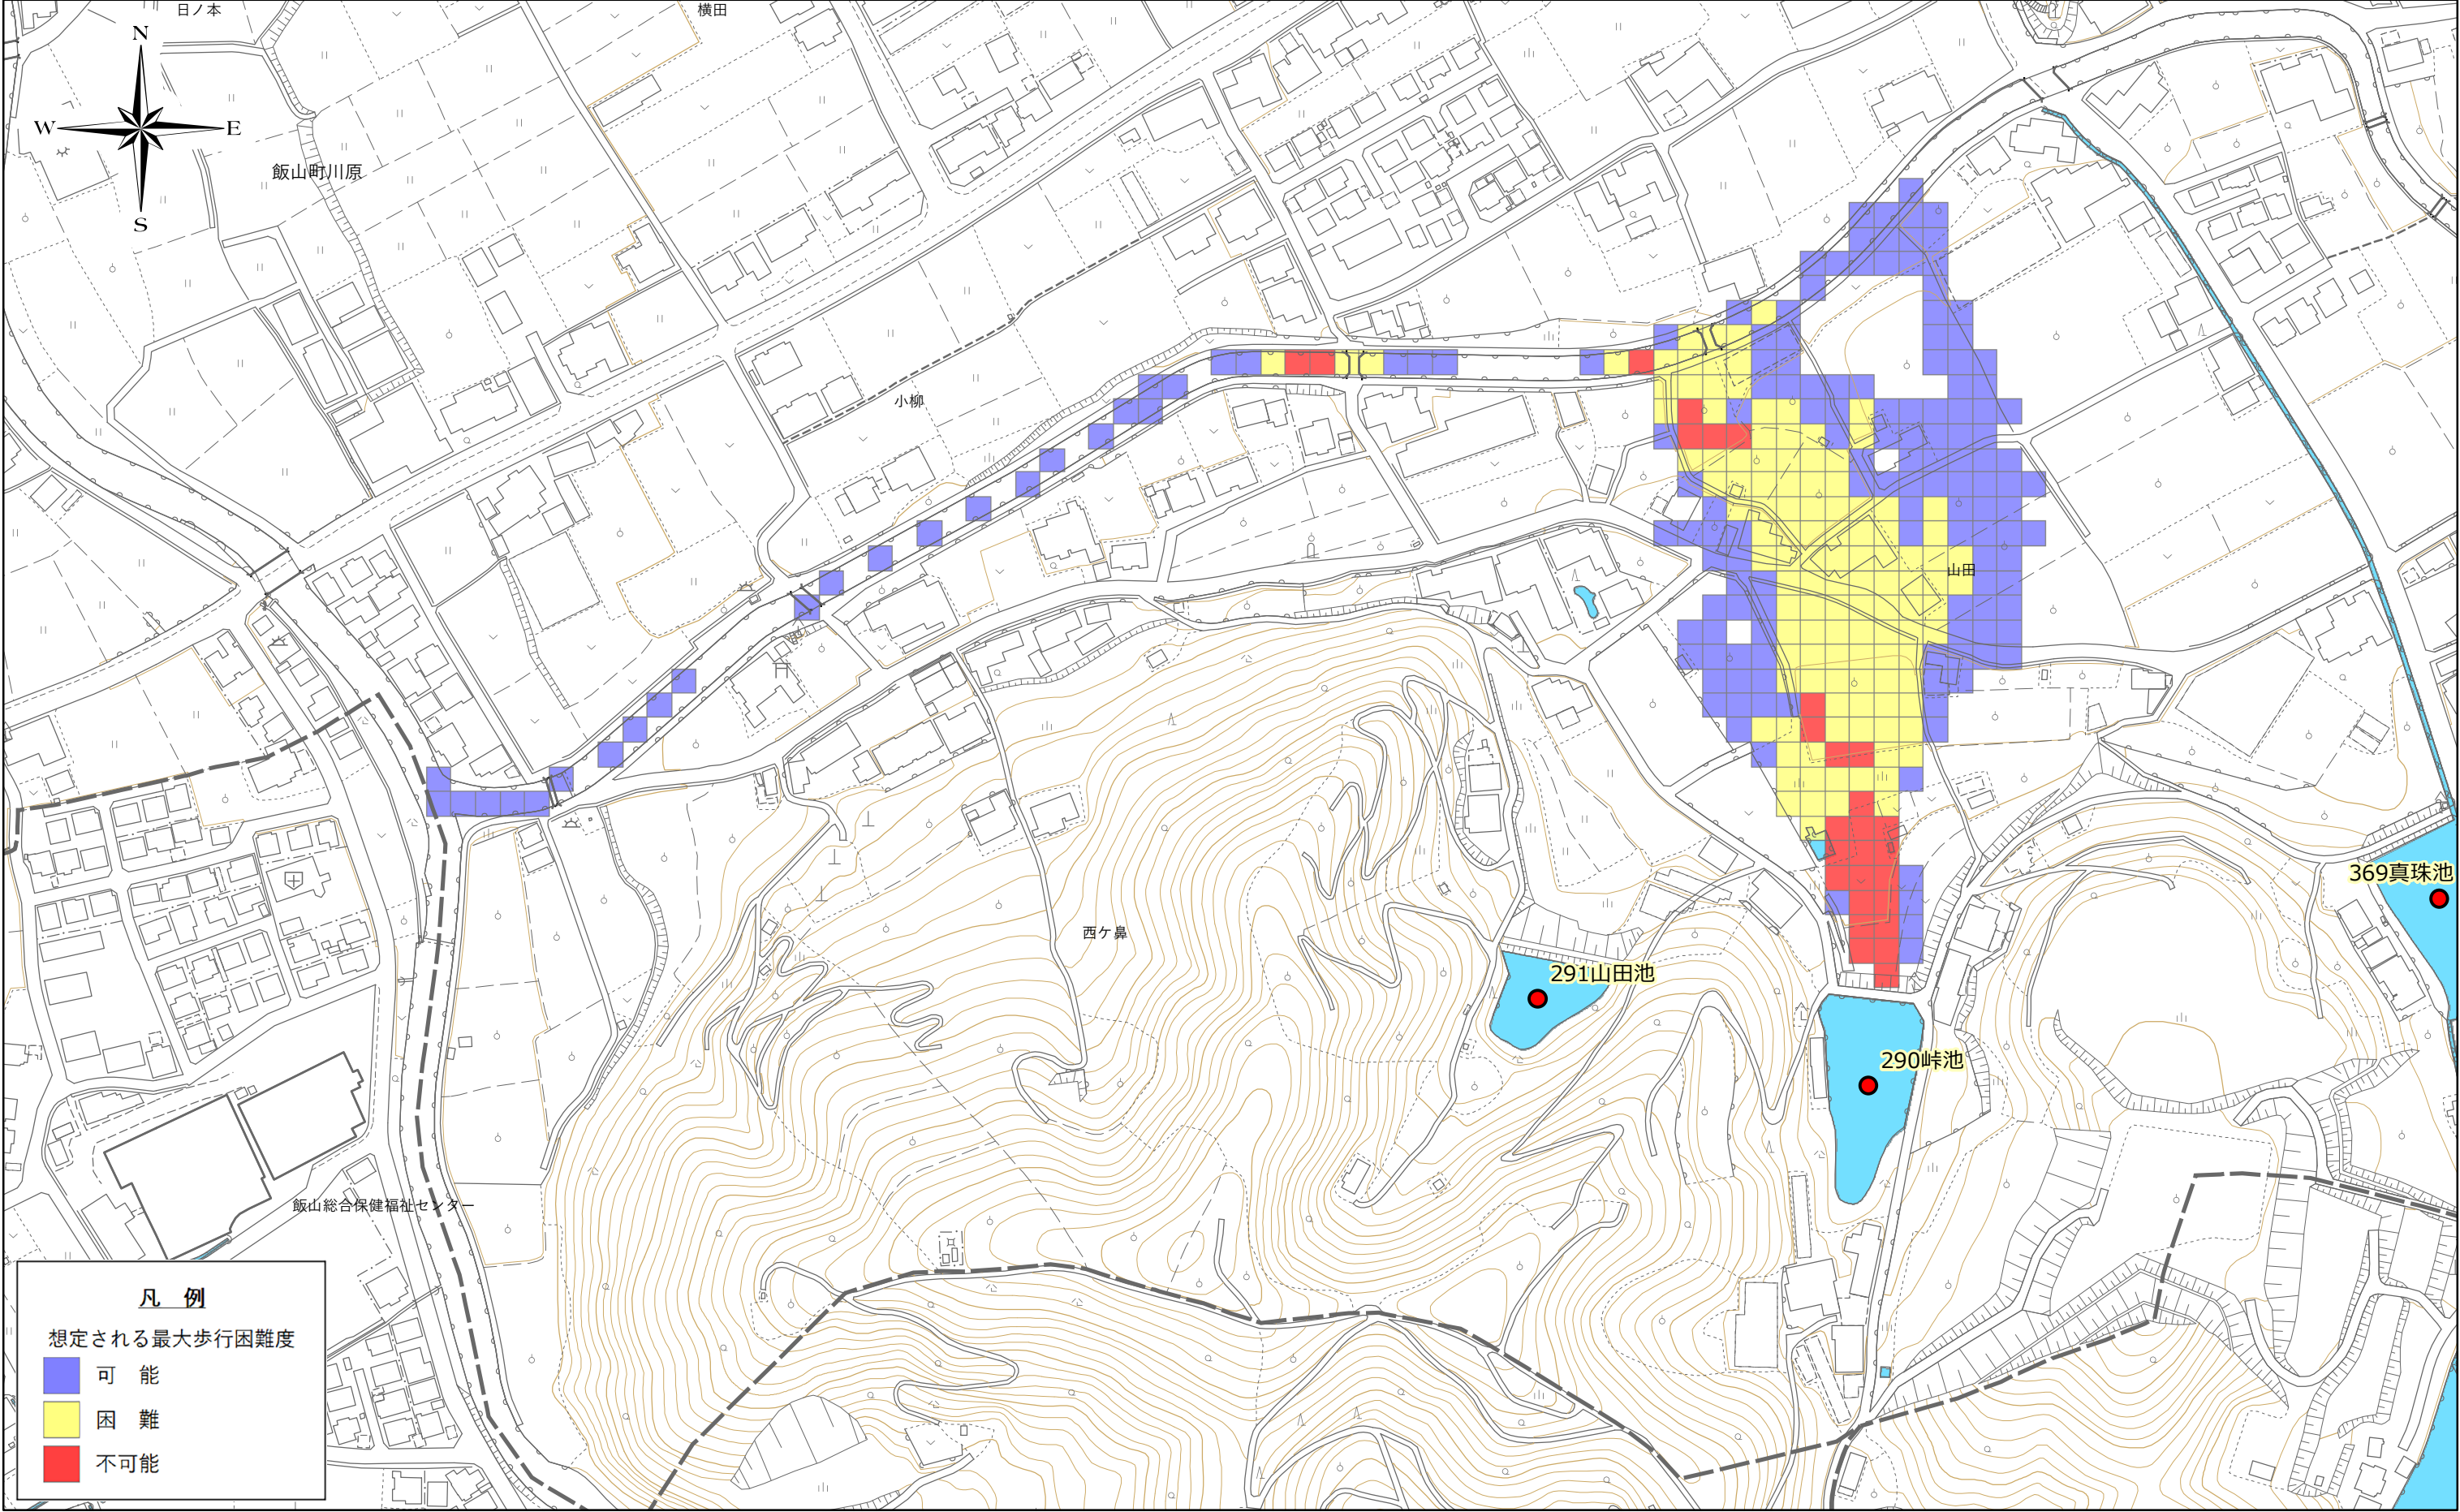 日ノ本
横田
N
W
E
S
飯山町川原
小柳
山田
369真珠池
西ケ鼻
291山田池
290峠池
飯山総合保健福祉センター
凡　例
想定される最大歩行困難度
可　能
困　難
不可能